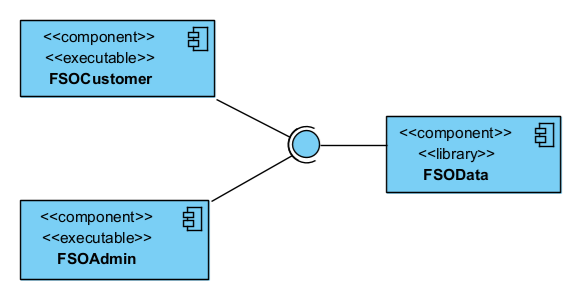 <<component>>
<<executable>>
FSOCustomer
<<component>>
<<library>>
FSOData
<<component>>
<<executable>>
FSOAdmin